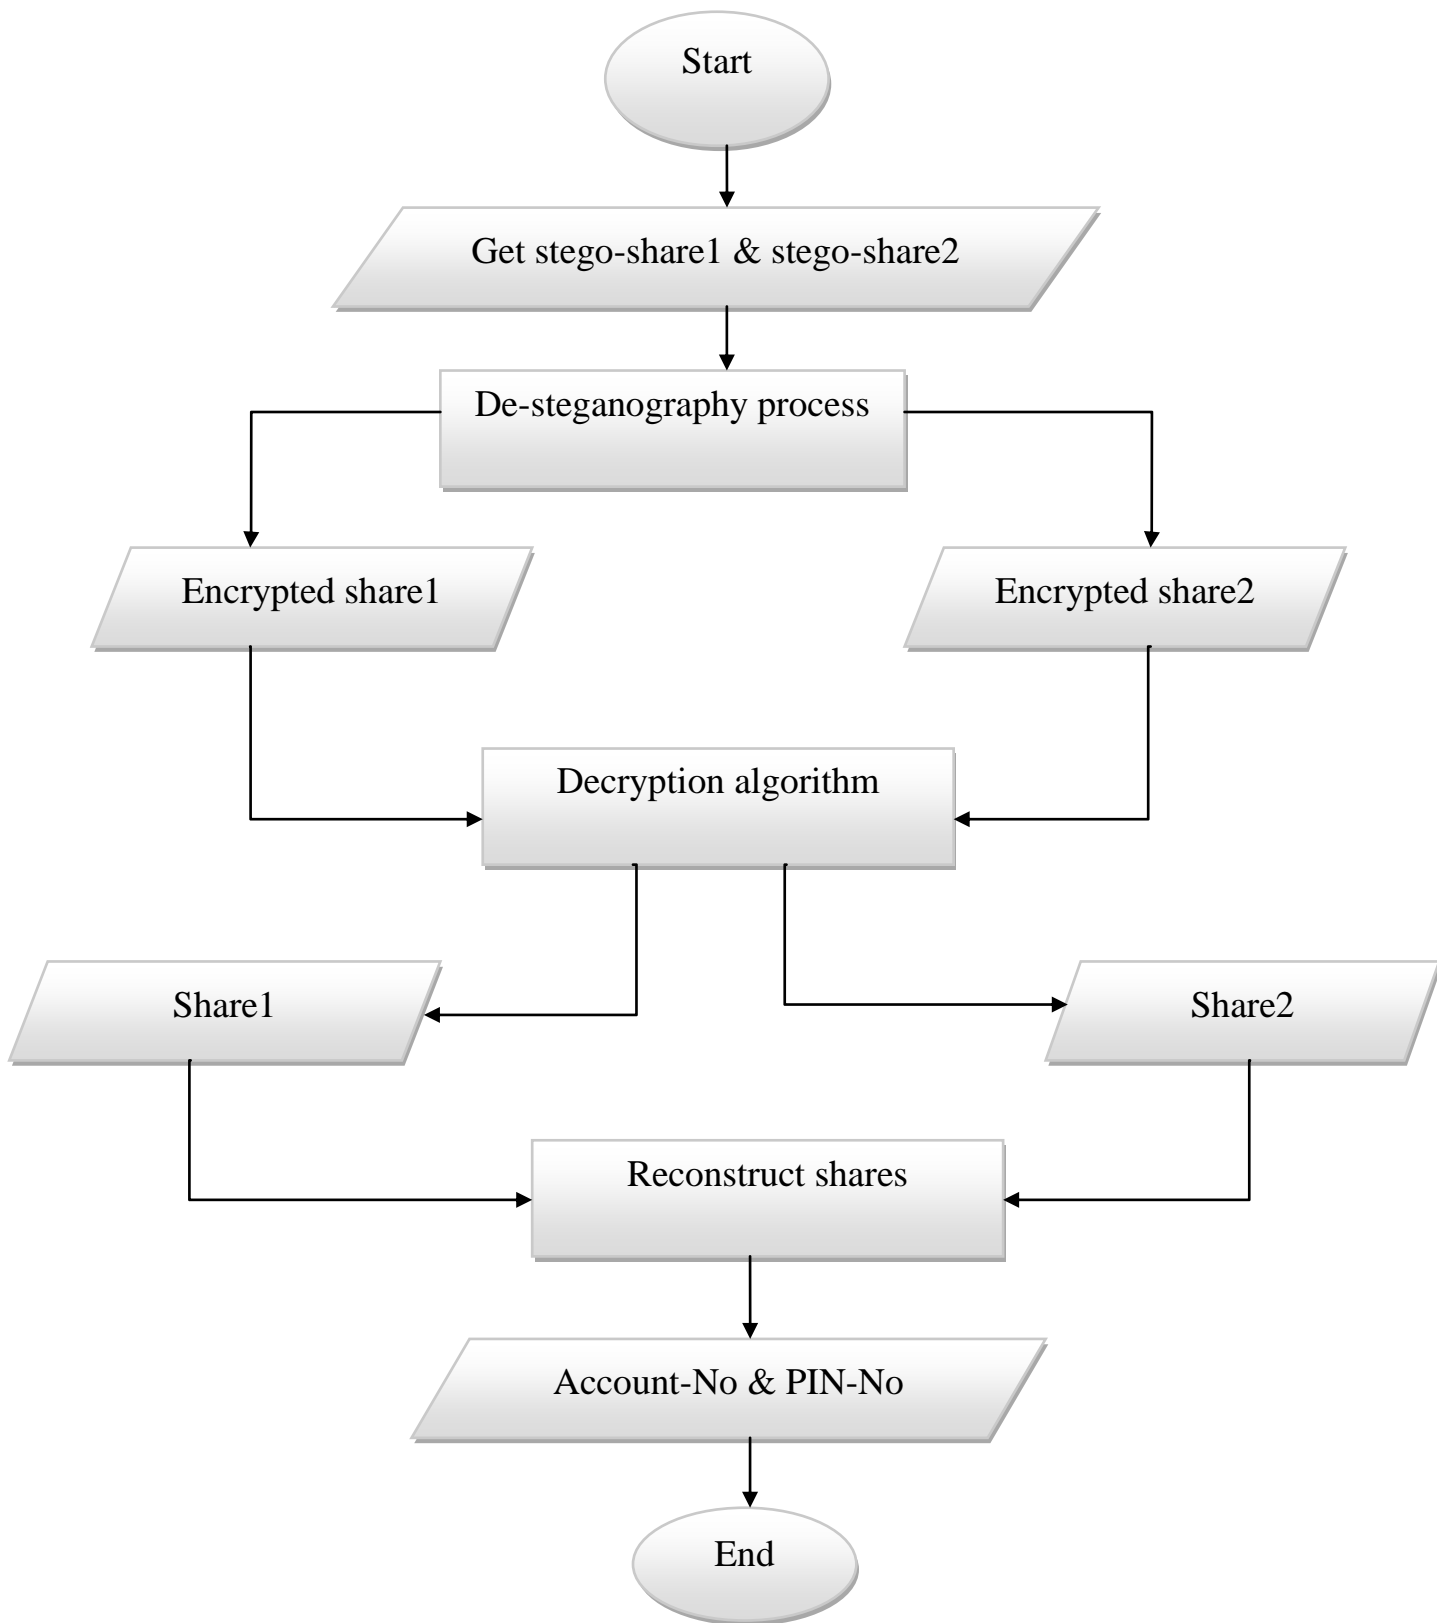 Start
Get stego-share1 & stego-share2
De-steganography process
Encrypted share1
Encrypted share2
Decryption algorithm
Share1
Share2
Reconstruct shares
Account-No & PIN-No
End